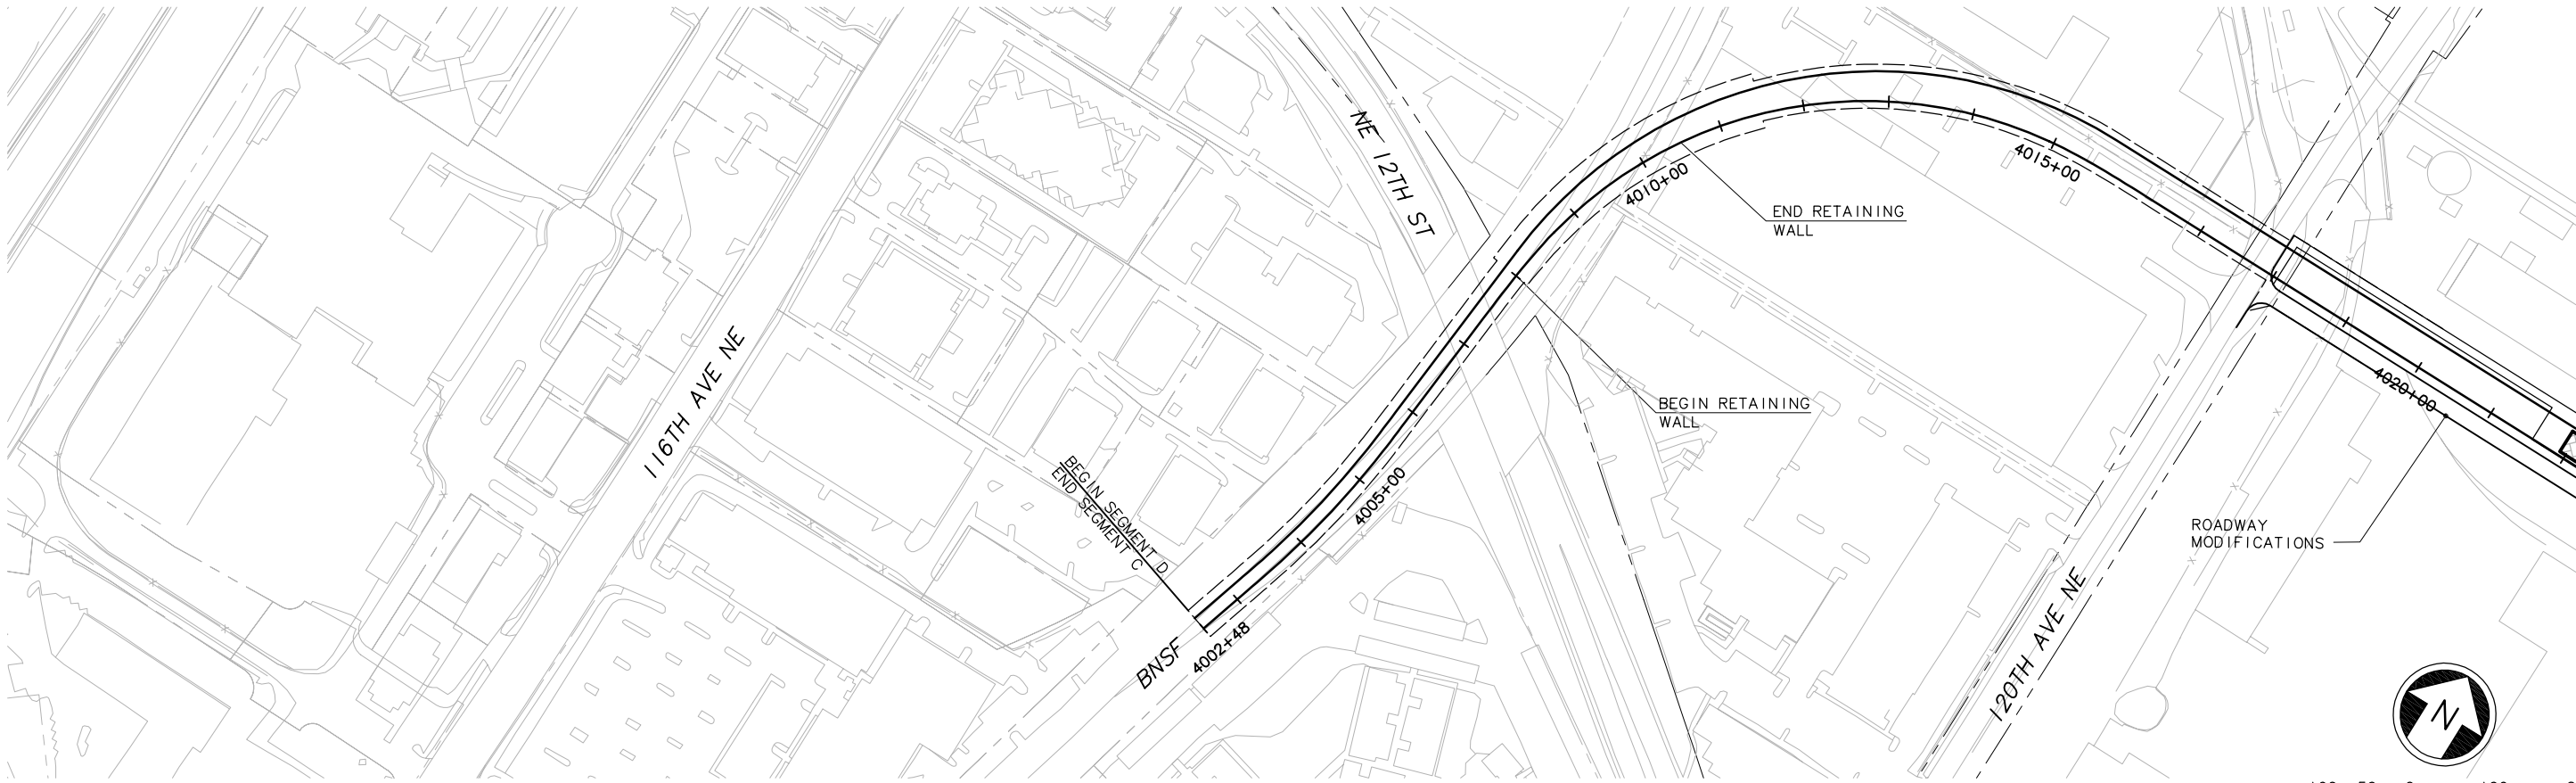 NE 12TH ST
4010+00
4015+00
END RETAINING
WALL
116TH AVE NE
BEGIN RETAINING
WALL
4020+00
BEGIN SEGMENT D
END SEGMENT C
4005+00
ROADWAY
MODIFICATIONS
BNSF
4002+48
120TH AVE NE
N